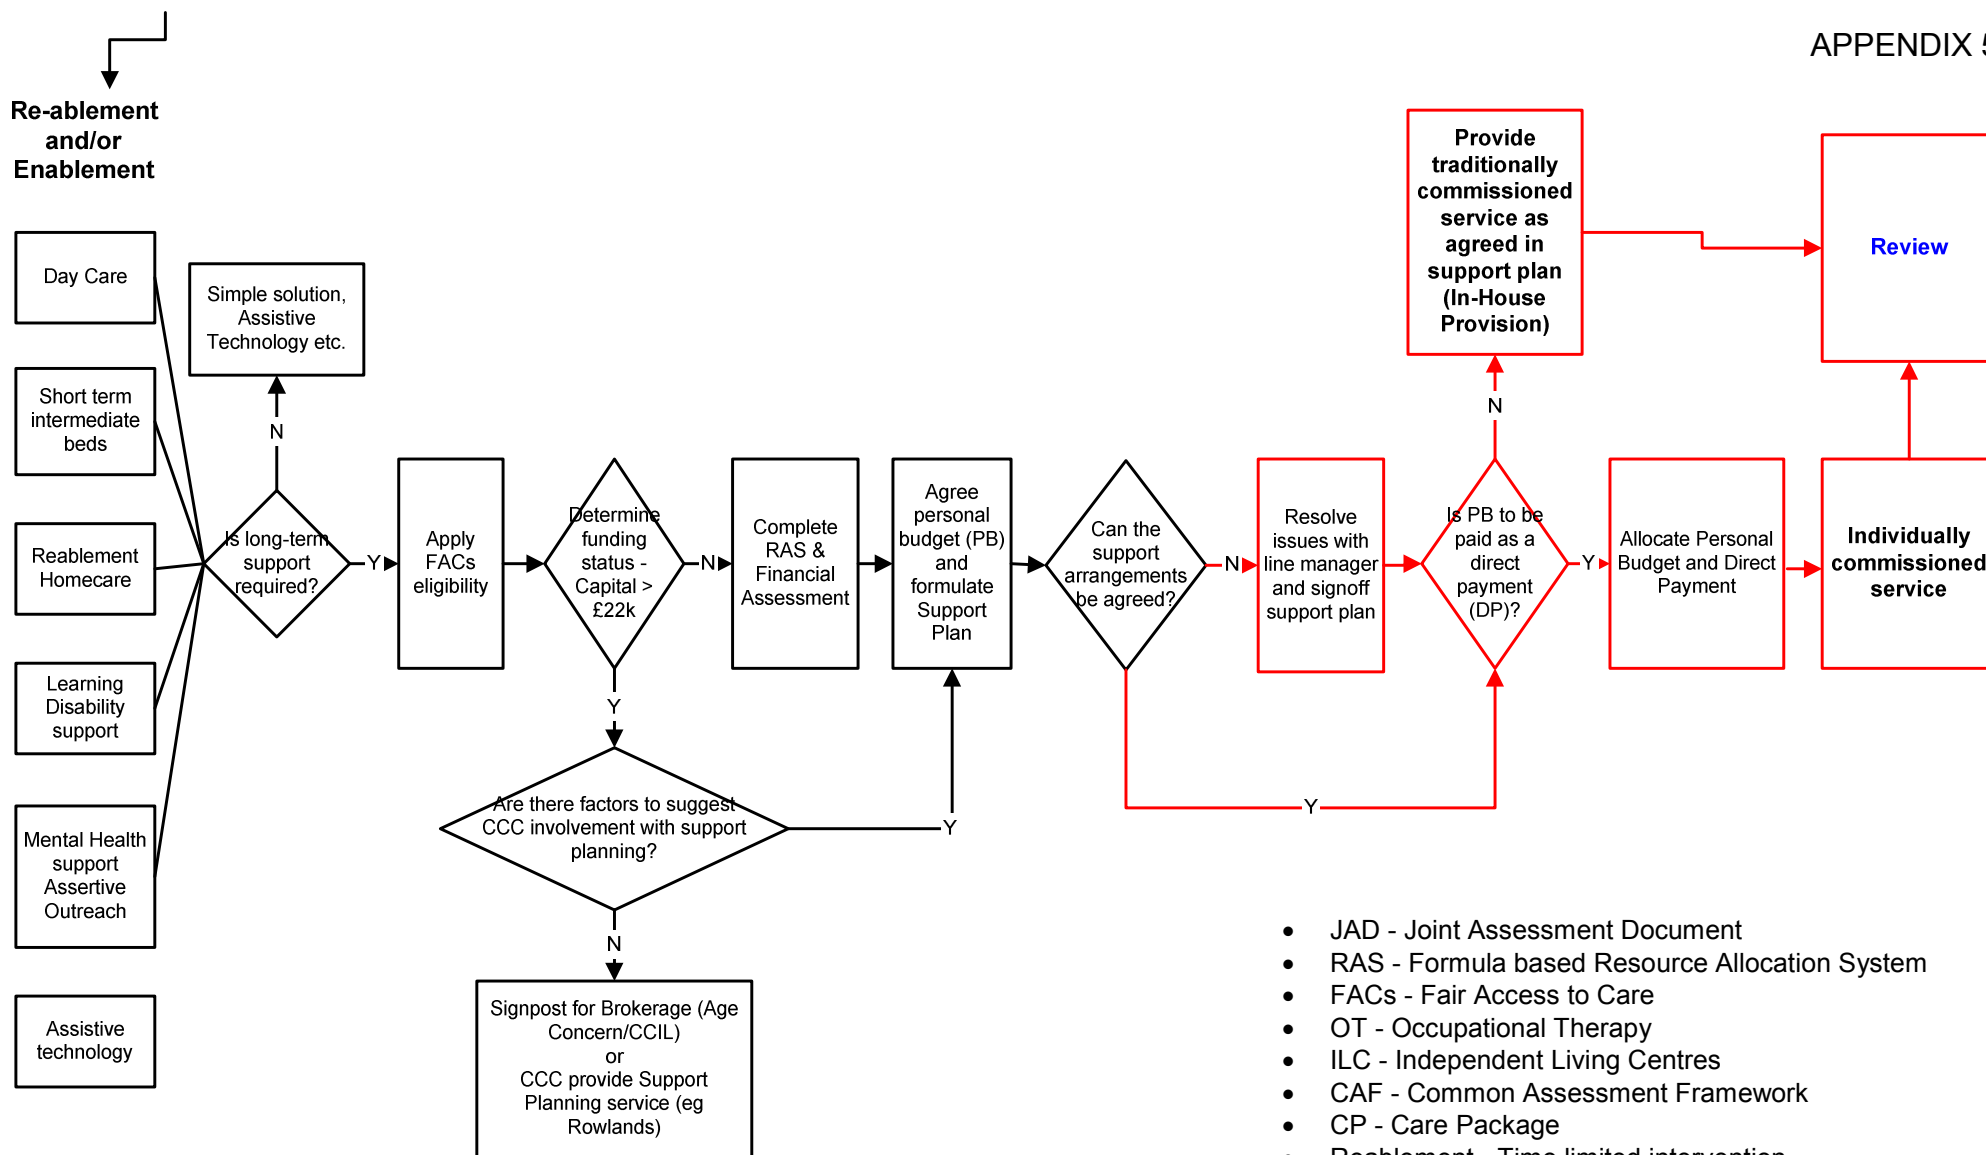 APPENDIX 5
Re-ablement
and/or
Enablement
Day Care
Short term
intermediate
beds
Reablement
Homecare
Learning
Disability
support
Mental Health
support
Assertive
Outreach
Assistive
technology
Simple solution,
Assistive
Technology etc.
N
Is long-term
support
required?
Y
Apply
FACs
eligibility
Determine
funding
status -
Capital >
£22k
N
Y
Complete
RAS &
Financial
Assessment
Agree
personal
budget (PB)
and
formulate
Support
Plan
Are there factors to suggest
CCC involvement with support
planning?
Y
N
Signpost for Brokerage (Age
Concern/CCIL)
or
CCC provide Support
Planning service (eg
Rowlands)
Can the
support
arrangements
be agreed?
N
Y
Resolve
issues with
line manager
and signoff
support plan
Is PB to be
paid as a
direct
payment
(DP)?
N
Y
Provide
traditionally
commissioned
service as
agreed in
support plan
(In-House
Provision)
Allocate Personal
Budget and Direct
Payment
Individually
commissioned
service
Review
• JAD - Joint Assessment Document
• RAS - Formula based Resource Allocation System
• FACs - Fair Access to Care
• OT - Occupational Therapy
• ILC - Independent Living Centres
• CAF - Common Assessment Framework
• CP - Care Package
• Reablement - Time limited intervention